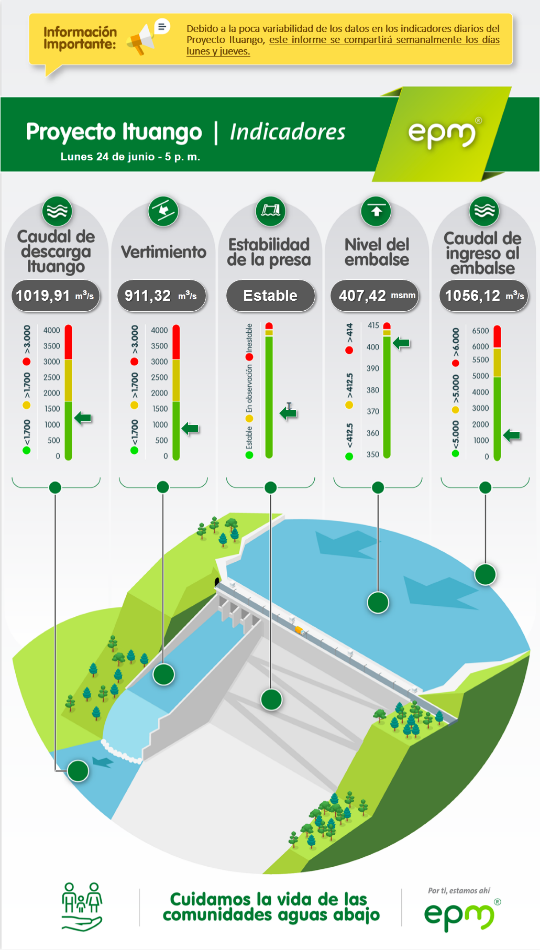 Información
Importante:
Debido a la poca variabilidad de los datos en los indicadores diarios del
Proyecto Ituango, este informe se compartirá semanalmente los días
lunes y jueves.
Proyecto Ituango | Indicadores
Lunes 24 de junio - 5 p. m.
epm®
Caudal de
descarga
Ituango
1019,91 m³/s
<1.700 >1.700 >3.000
4000
3500
3000
2500
2000
1500
1000
500
0
Vertimiento
911,32 m³/s
<1.700 >1.700 >3.000
4000
3500
3000
2500
2000
1500
1000
500
0
Estabilidad
de la presa
Estable
Estable En observación Inestable
Nivel del
embalse
407,42 msnm
<412.5 >412.5 >414
415
400
390
380
370
360
350
Caudal de
ingreso al
embalse
1056,12 m³/s
<5.000 >5.000 >6.000
6500
6000
5500
5000
4000
3000
2000
1000
0
Cuidamos la vida de las
comunidades aguas abajo
Por ti, estamos ahí
epm®